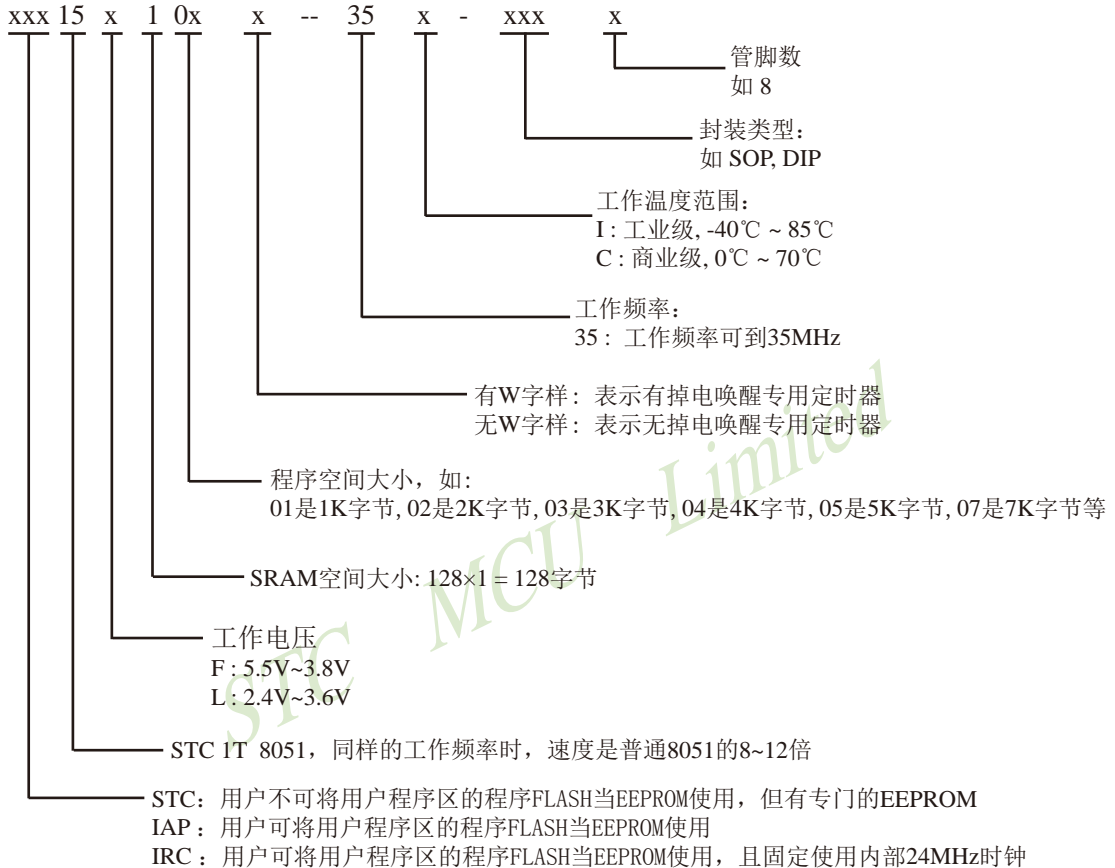 xxx 15 x 1 0x x -- 35 x - xxx x
管脚数
如 8
封装类型：
如 SOP, DIP
工作温度范围：
I : 工业级, -40℃ ~ 85℃
C : 商业级, 0℃ ~ 70℃
工作频率：
35 : 工作频率可到35MHz
有W字样： 表示有掉电唤醒专用定时器
无W字样： 表示无掉电唤醒专用定时器
程序空间大小，如:
01是1K字节, 02是2K字节, 03是3K字节, 04是4K字节, 05是5K字节, 07是7K字节等
SRAM空间大小: 128×1 = 128字节
工作电压
F : 5.5V~3.8V
L : 2.4V~3.6V
STC 1T 8051，同样的工作频率时，速度是普通8051的8~12倍
STC：用户不可将用户程序区的程序FLASH当EEPROM使用，但有专门的EEPROM
IAP：用户可将用户程序区的程序FLASH当EEPROM使用
IRC：用户可将用户程序区的程序FLASH当EEPROM使用，且固定使用内部24MHz时钟
STC MCU Limited